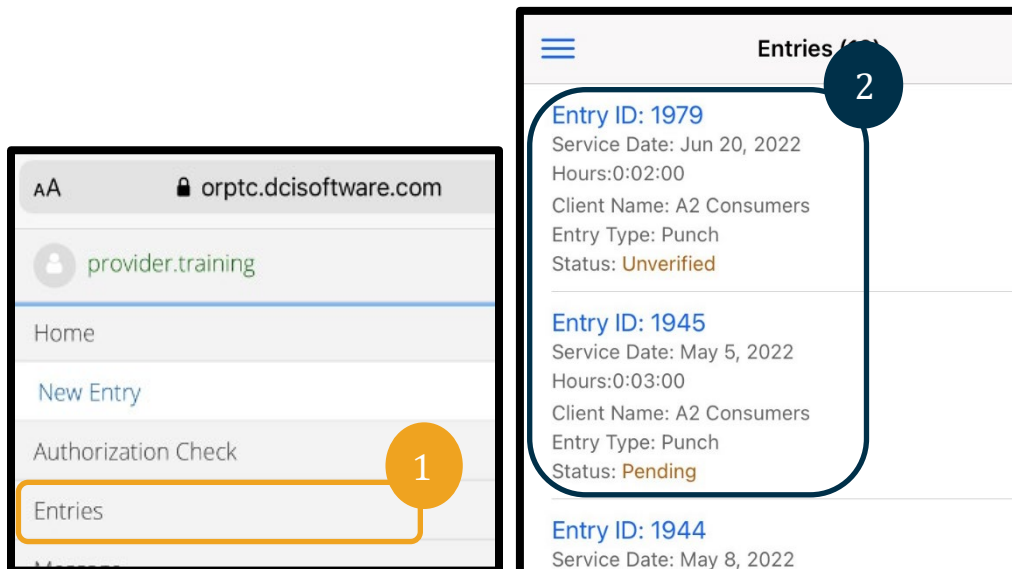 AA
orptc.dcisoftware.com
provider.training
Home
New Entry
Authorization Check
1
Entries
Entries
2
Entry ID: 1979
Service Date: Jun 20, 2022
Hours:0:02:00
Client Name: A2 Consumers
Entry Type: Punch
Status: Unverified
Entry ID: 1945
Service Date: May 5, 2022
Hours:0:03:00
Client Name: A2 Consumers
Entry Type: Punch
Status: Pending
Entry ID: 1944
Service Date: May 8, 2022